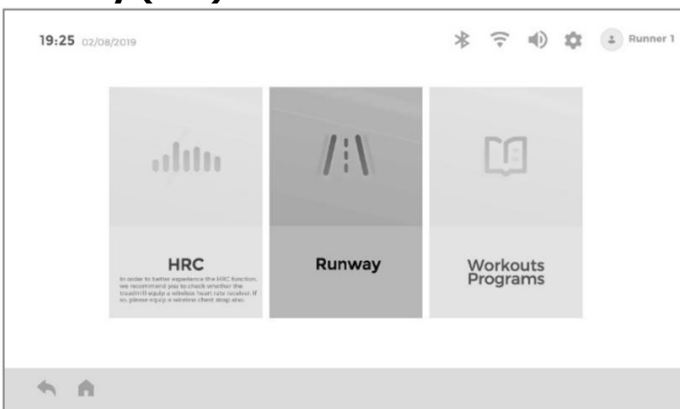 19:25 02/08/2019
Runner 1
HRC
In order to better experience the HRC function,
we recommend you to check whether the
treadmill equip a wireless heart rate receiver. If
so, please equip a wireless chest strap also.
Runway
Workouts
Programs